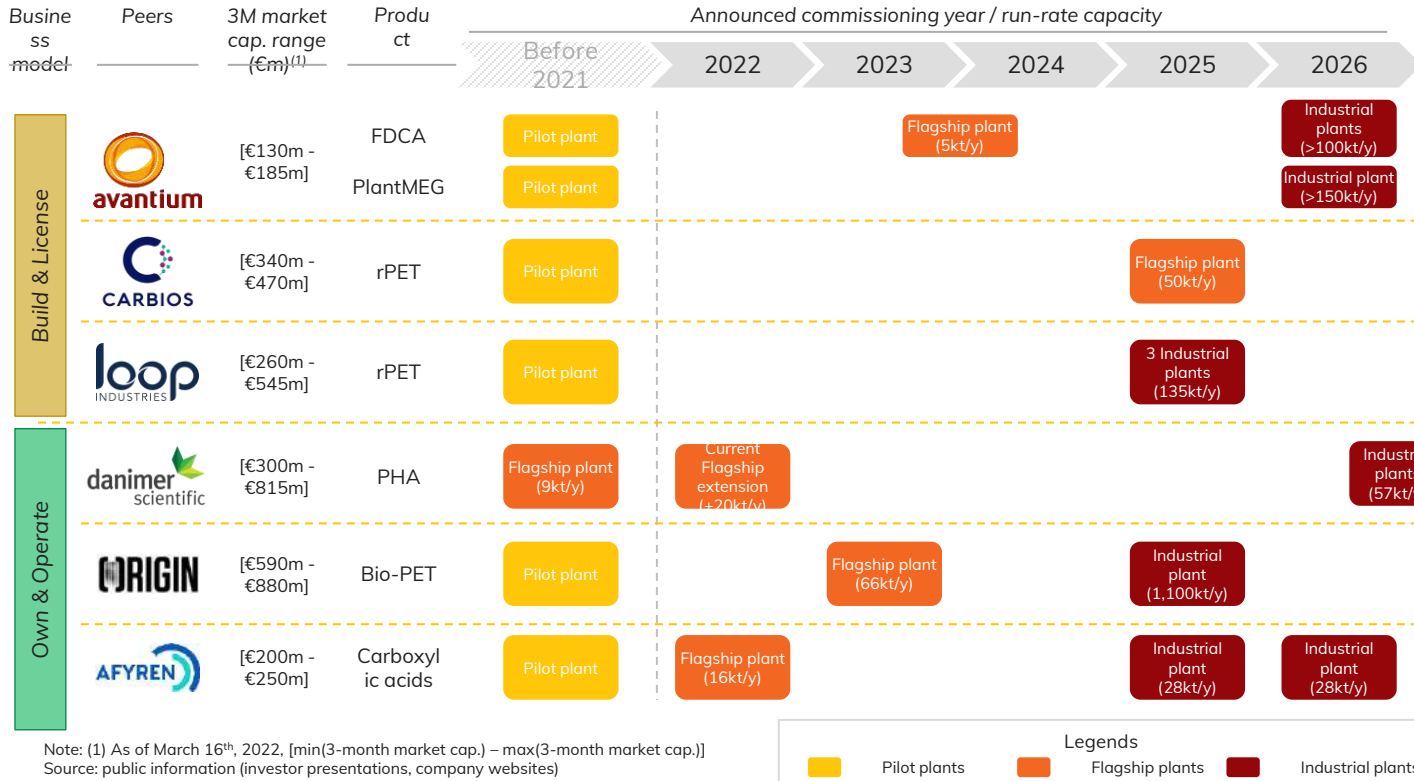 Busine
ss
model
Peers
3M market
cap. range
(€m)(1)
Produ
ct
Announced commissioning year / run-rate capacity
Before
2021
2022
2023
2024
2025
2026
Build & License
avantium
[€130m -
€185m]
FDCA
Pilot plant
Flagship plant
(5kt/y)
Industrial
plants
(>100kt/y)
PlantMEG
Pilot plant
Industrial plant
(>150kt/y)
CARBIOS
[€340m -
€470m]
rPET
Pilot plant
Flagship plant
(50kt/y)
loop
INDUSTRIES
[€260m -
€545m]
rPET
Pilot plant
3 Industrial
plants
(135kt/y)
Own & Operate
danimer
scientific
[€300m -
€815m]
PHA
Flagship plant
(9kt/y)
Current
Flagship
extension
(+20kt/y)
Industri
plant
(57kt/
ORIGIN
[€590m -
€880m]
Bio-PET
Pilot plant
Flagship plant
(66kt/y)
Industrial
plant
(1,100kt/y)
AFYREN
[€200m -
€250m]
Carboxyl
ic acids
Pilot plant
Flagship plant
(16kt/y)
Industrial
plant
(28kt/y)
Industrial
plant
(28kt/y)
Note: (1) As of March 16th, 2022, [min(3-month market cap.) – max(3-month market cap.)]
Source: public information (investor presentations, company websites)
Legends
Pilot plants
Flagship plants
Industrial plants